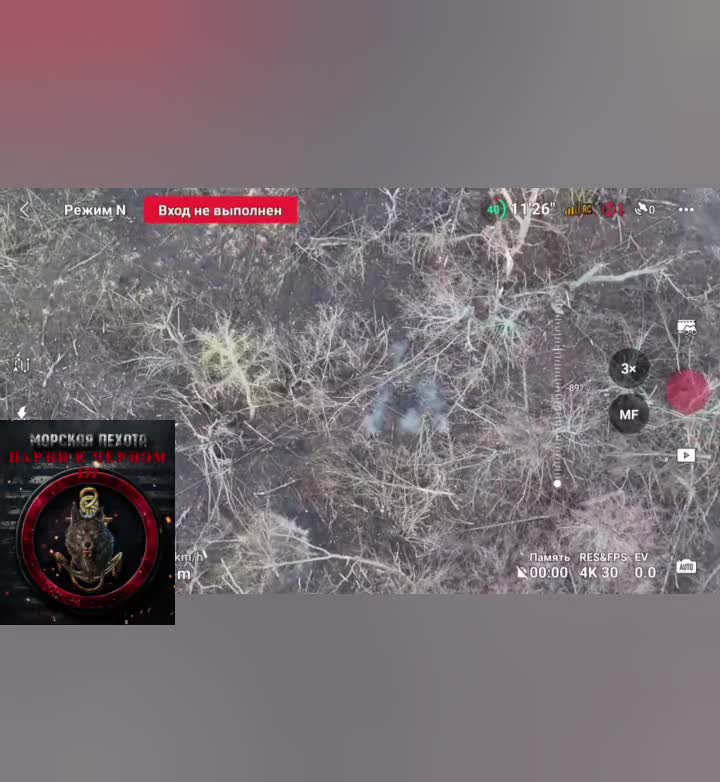 Режим N
Вход не выполнен
40
11'26"
RC
0
3×
-89°
MF
МОРСКАЯ ПЕХОТА
ПАРНИ В ЧЕРНОМ
km/h
m
Память RES&FPS EV
00:00 4K 30 0.0
AUTO